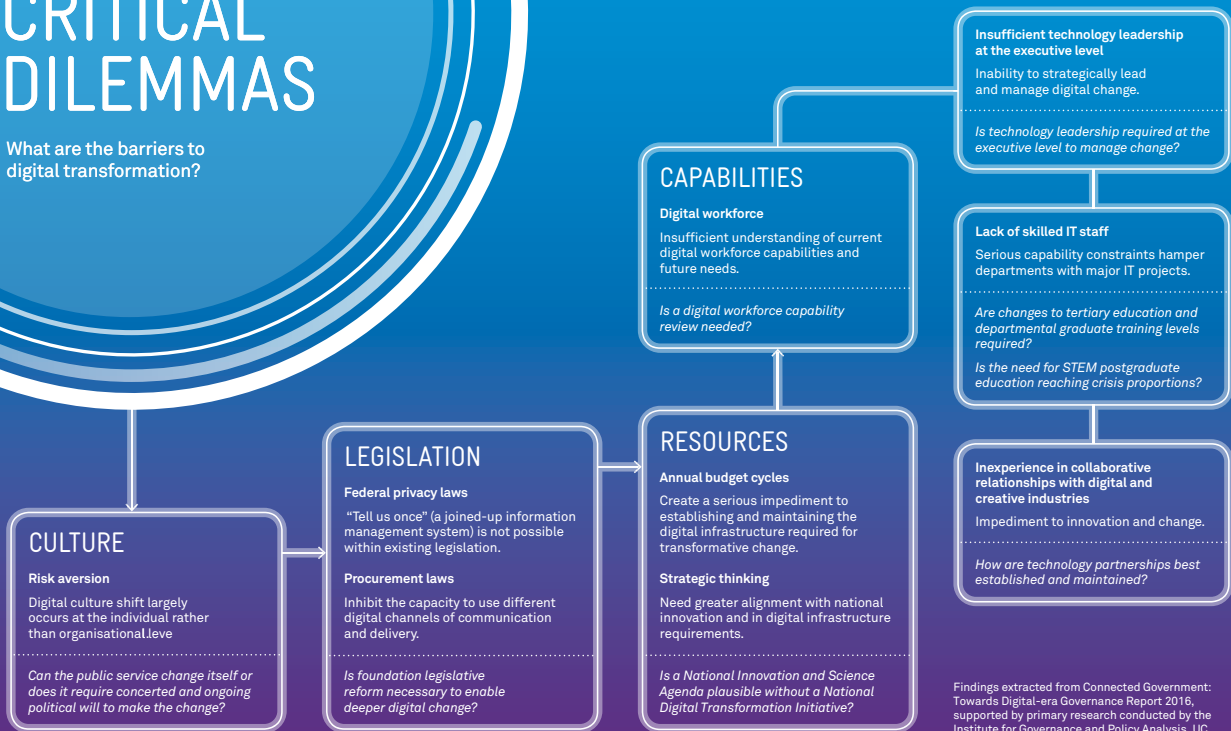 CRITICAL
DILEMMAS
What are the barriers to
digital transformation?
CULTURE
Risk aversion
Digital culture shift largely
occurs at the individual rather
than organisational.leve
Can the public service change itself or
does it require concerted and ongoing
political will to make the change?
LEGISLATION
Federal privacy laws
“Tell us once” (a joined-up information
management system) is not possible
within existing legislation.
Procurement laws
Inhibit the capacity to use different
digital channels of communication
and delivery.
Is foundation legislative
reform necessary to enable
deeper digital change?
RESOURCES
Annual budget cycles
Create a serious impediment to
establishing and maintaining the
digital infrastructure required for
transformative change.
Strategic thinking
Need greater alignment with national
innovation and in digital infrastructure
requirements.
Is a National Innovation and Science
Agenda plausible without a National
Digital Transformation Initiative?
CAPABILITIES
Digital workforce
Insufficient understanding of current
digital workforce capabilities and
future needs.
Is a digital workforce capability
review needed?
Insufficient technology leadership
at the executive level
Inability to strategically lead
and manage digital change.
Is technology leadership required at the
executive level to manage change?
Lack of skilled IT staff
Serious capability constraints hamper
departments with major IT projects.
Are changes to tertiary education and
departmental graduate training levels
required?
Is the need for STEM postgraduate
education reaching crisis proportions?
Inexperience in collaborative
relationships with digital and
creative industries
Impediment to innovation and change.
How are technology partnerships best
established and maintained?
Findings extracted from Connected Government:
Towards Digital-era Governance Report 2016,
supported by primary research conducted by the
Institute for Governance and Policy Analysis, UC